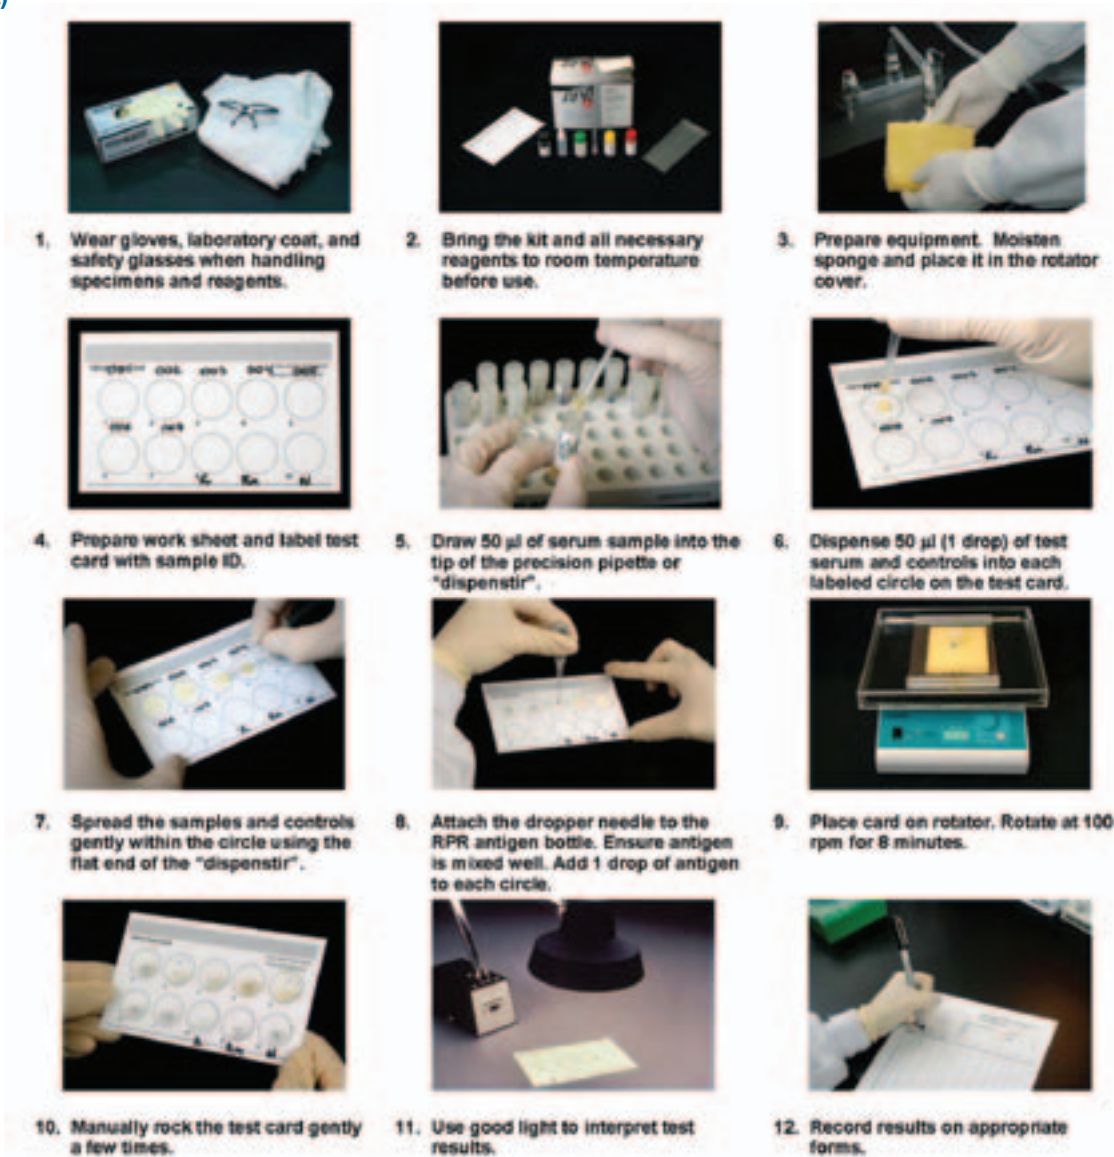 1. Wear gloves, laboratory coat, and
safety glasses when handling
specimens and reagents.
2. Bring the kit and all necessary
reagents to room temperature
before use.
3. Prepare equipment. Moisten
sponge and place it in the rotator
cover.
4. Prepare work sheet and label test
card with sample ID.
5. Draw 50 µl of serum sample into the
tip of the precision pipette or
"dispenstir".
6. Dispense 50 µl (1 drop) of test
serum and controls into each
labeled circle on the test card.
7. Spread the samples and controls
gently within the circle using the
flat end of the "dispenstir".
8. Attach the dropper needle to the
RPR antigen bottle. Ensure antigen
is mixed well. Add 1 drop of antigen
to each circle.
9. Place card on rotator. Rotate at 100
rpm for 8 minutes.
10. Manually rock the test card gently
a few times.
11. Use good light to interpret test
results.
12. Record results on appropriate
forms.